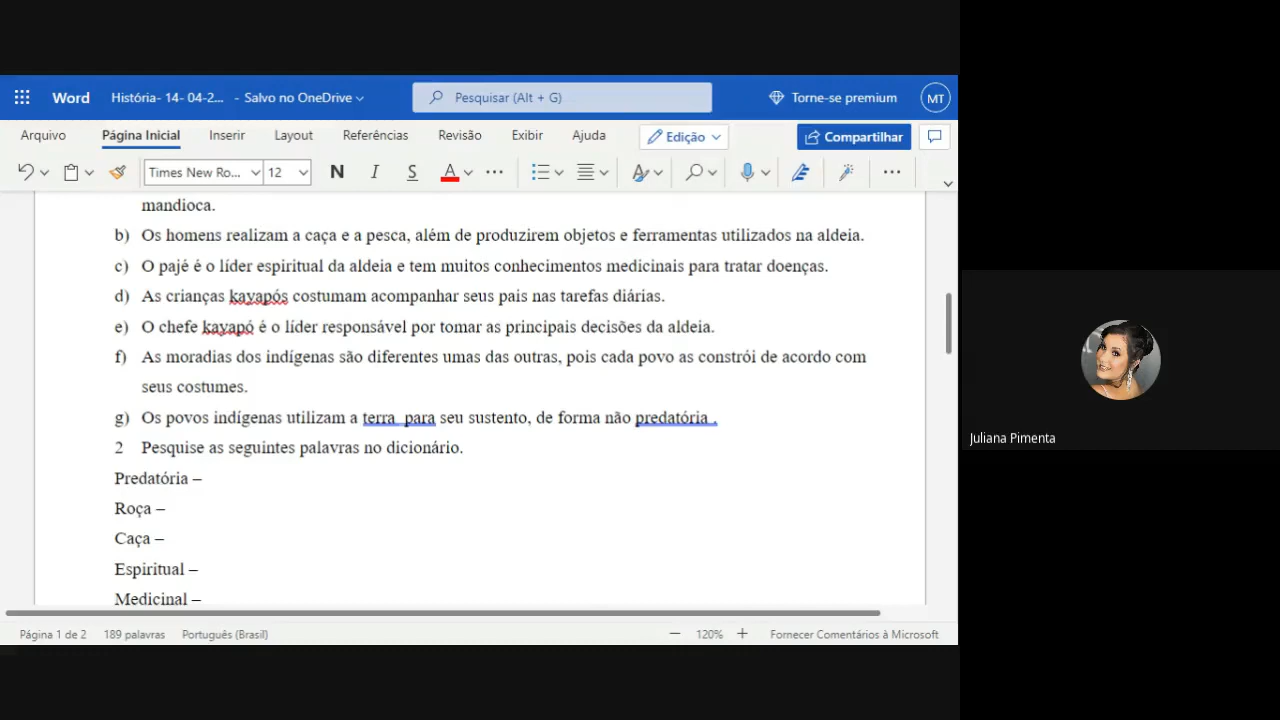 Word História- 14- 04-2... - Salvo no OneDrive Pesquisar (Alt + G) Torne-se premium MT
Arquivo Página Inicial Inserir Layout Referências Revisão Exibir Ajuda Edição Compartilhar
Times New Ro... 12 N I S A ...
mandioca.
b) Os homens realizam a caça e a pesca, além de produzirem objetos e ferramentas utilizados na aldeia.
c) O pajé é o líder espiritual da aldeia e tem muitos conhecimentos medicinais para tratar doenças.
d) As crianças kayapós costumam acompanhar seus pais nas tarefas diárias.
e) O chefe kayapó é o líder responsável por tomar as principais decisões da aldeia.
f) As moradias dos indígenas são diferentes umas das outras, pois cada povo as constrói de acordo com
seus costumes.
g) Os povos indígenas utilizam a terra para seu sustento, de forma não predatória .
2 Pesquise as seguintes palavras no dicionário.
Predatória –
Roça –
Caça –
Espiritual –
Medicinal –
Página 1 de 2 189 palavras Português (Brasil) 120% Fornecer Comentários à Microsoft
Juliana Pimenta